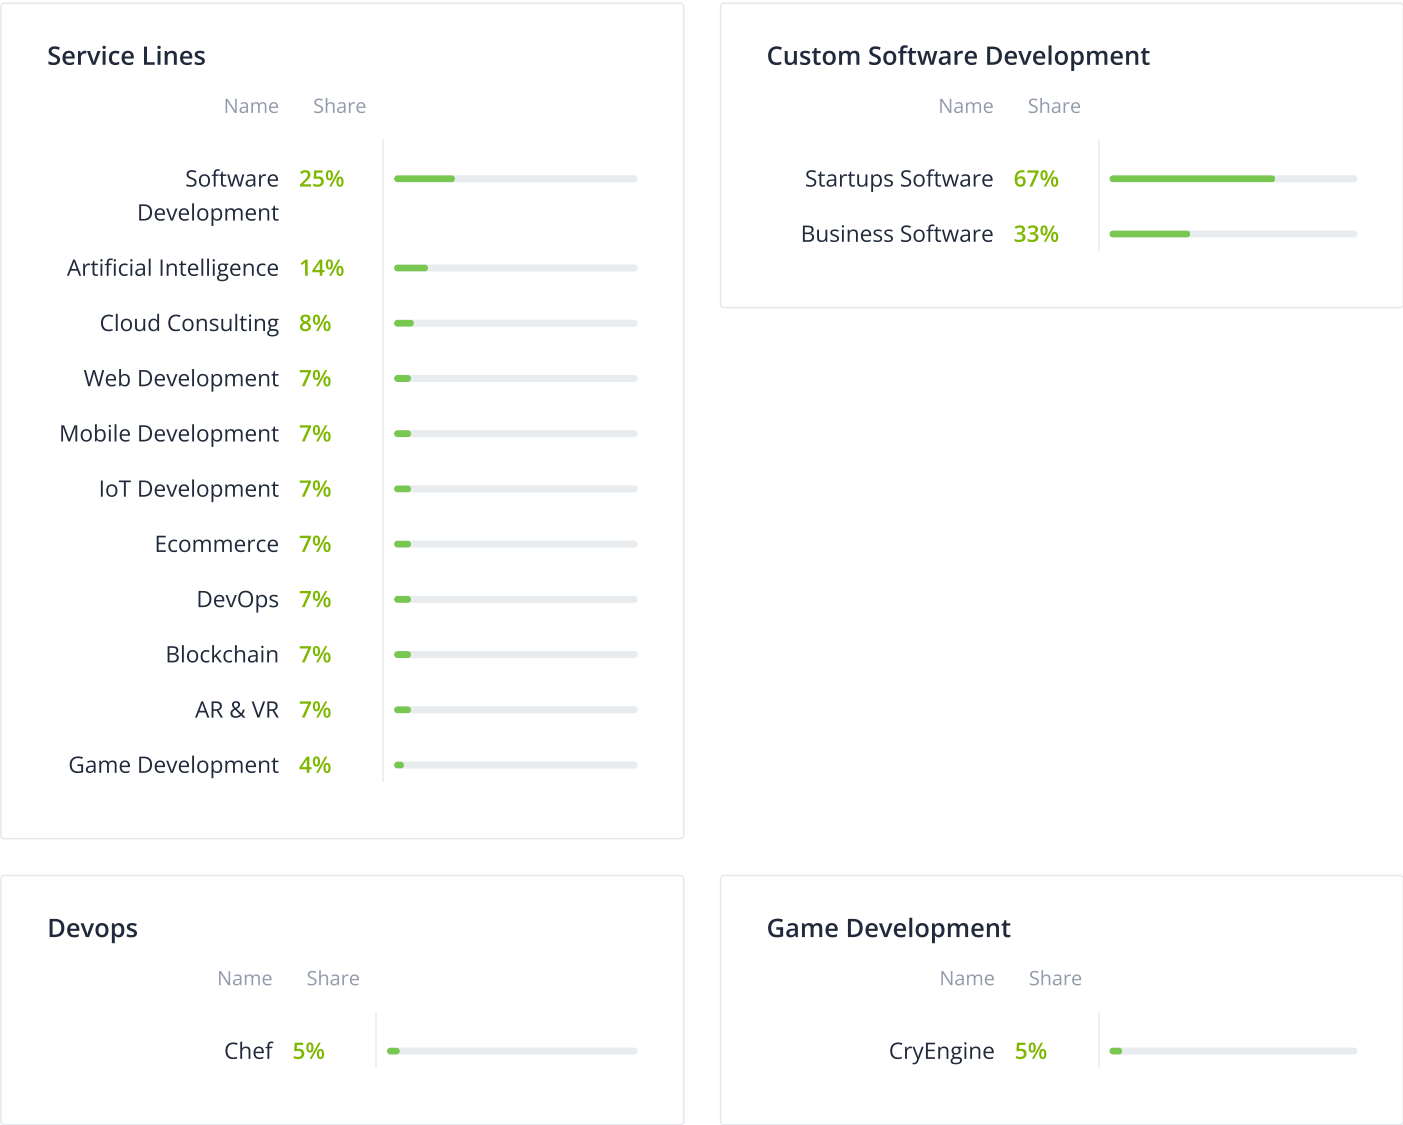 Service Lines
Name Share
Software Development 25%
Artificial Intelligence 14%
Cloud Consulting 8%
Web Development 7%
Mobile Development 7%
IoT Development 7%
Ecommerce 7%
DevOps 7%
Blockchain 7%
AR & VR 7%
Game Development 4%
Custom Software Development
Name Share
Startups Software 67%
Business Software 33%
Devops
Name Share
Chef 5%
Game Development
Name Share
CryEngine 5%